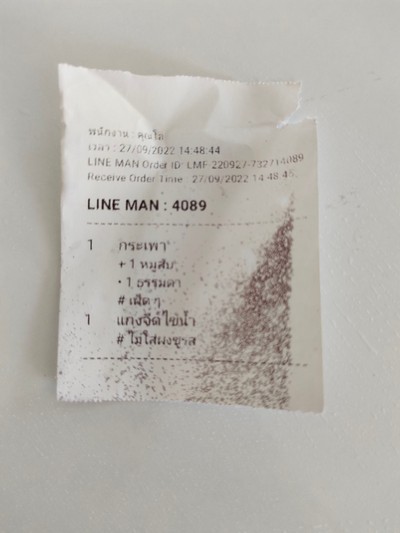 พนักงาน : คุณโม
เวลา : 27/09/2022 14:48:44
LINE MAN Order ID: LMF-220927-732714089
Receive Order Time : 27/09/2022 14:48:45
LINE MAN : 4089
1 กระเพา
+ 1 หมูสับ
• 1 ธรรมดา
# เผ็ด ๆ
1 แกงจืดไข่น้ำ
# ไม่ใส่ผงชูรส